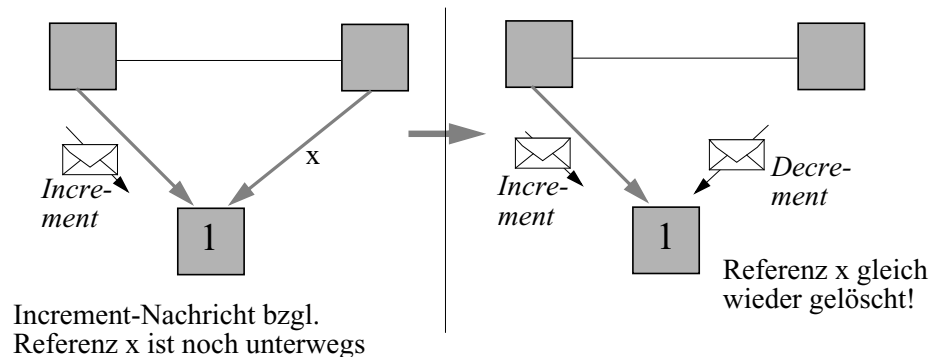 x
Incre-
ment
1
Increment-Nachricht bzgl.
Referenz x ist noch unterwegs
Incre-
ment
Decre-
ment
1
Referenz x gleich
wieder gelöscht!